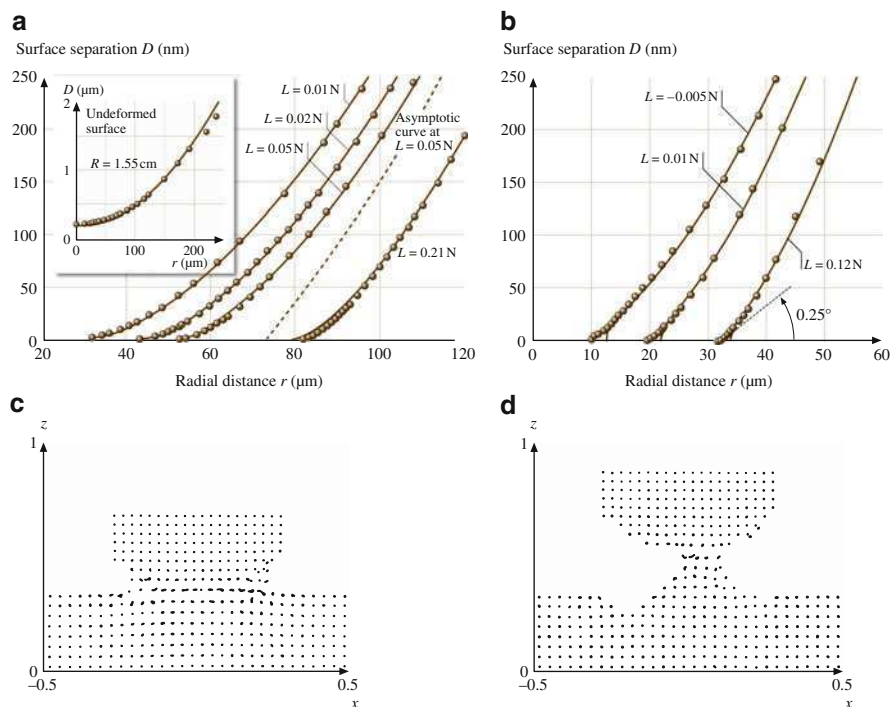 a
Surface separation D (nm)
250
200
150
100
50
0
20
40
60
80
100
120
Radial distance r (μm)
D (μm)
2
1
0
0
100
200
r (μm)
Undeformed
surface
R = 1.55 cm
L = 0.01 N
L = 0.02 N
L = 0.05 N
Asymptotic
curve at
L = 0.05 N
L = 0.21 N
b
Surface separation D (nm)
250
200
150
100
50
0
0
10
20
30
40
50
60
Radial distance r (μm)
L = –0.005 N
L = 0.01 N
L = 0.12 N
0.25°
c
z
1
0
–0.5
0.5
x
d
z
1
0
–0.5
0.5
x